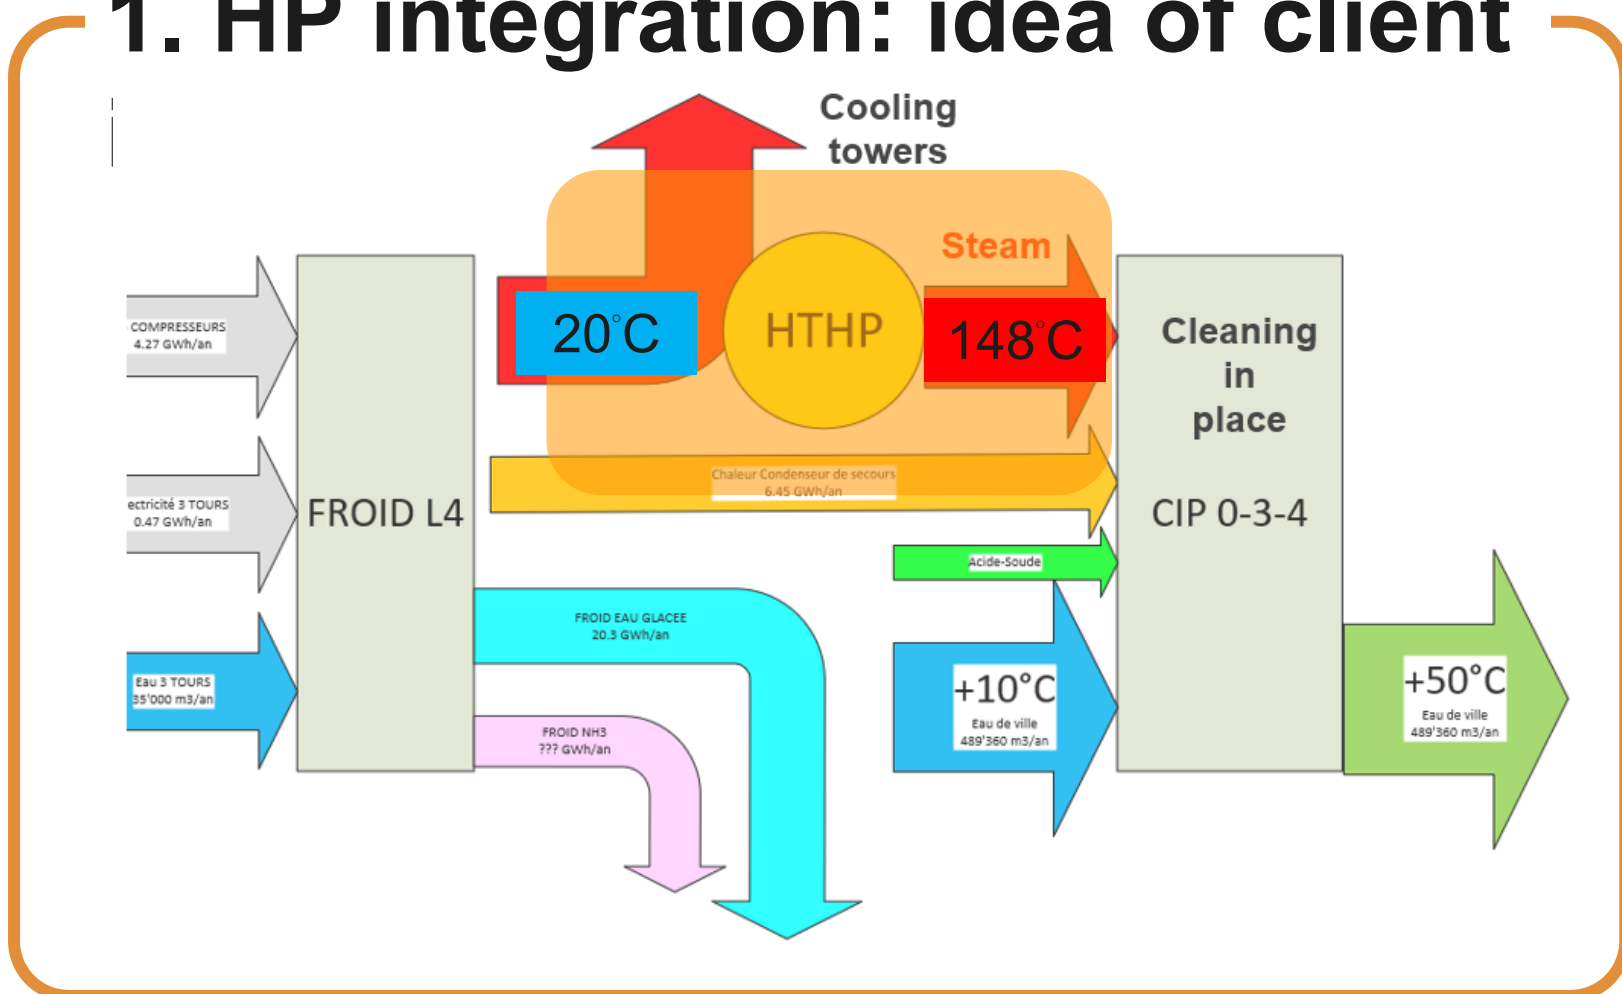 1. HP integration: idea of client
Cooling
towers
Steam
20°C
HTHP
148°C
COMPRESSEURS
4.27 GWh/an
Cleaning
in
place
Chaleur Condenseur de secours
6.45 GWh/an
3 TOURS
0.47 GWh/an
FROID L4
CIP 0-3-4
Acide-Soude
FROID EAU GLACEE
20.3 GWh/an
Eau 3 TOURS
35'000 m3/an
+10°C
Eau de ville
489'360 m3/an
+50°C
Eau de ville
489'360 m3/an
FROID NH3
??? GWh/an